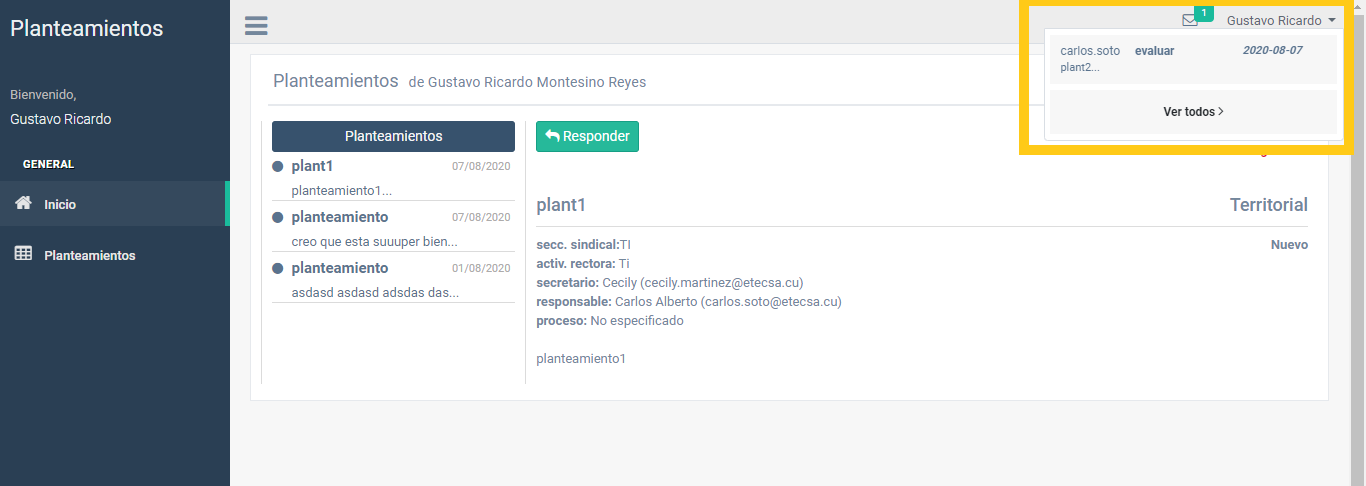 Planteamientos
Bienvenido,
Gustavo Ricardo
GENERAL
Inicio
Planteamientos
1
Gustavo Ricardo
carlos.soto evaluar 2020-08-07
plant2...
Ver todos
Planteamientos de Gustavo Ricardo Montesino Reyes
Planteamientos
plant1 07/08/2020
planteamiento1...
planteamiento 07/08/2020
creo que esta suuuper bien...
planteamiento 01/08/2020
asdasd asdasd adsdas das...
Responder
plant1 Territorial
secc. sindical:TI Nuevo
activ. rectora: Ti
secretario: Cecily (cecily.martinez@etecsa.cu)
responsable: Carlos Alberto (carlos.soto@etecsa.cu)
proceso: No especificado
planteamiento1